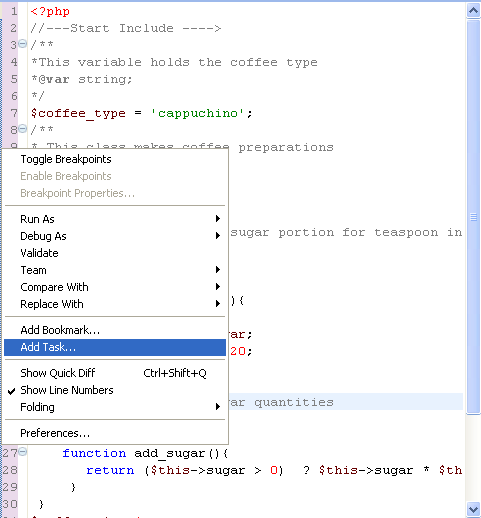 1 <?php
2 //---Start Include ---->
3 /**
4 *This variable holds the coffee type
5 *@var string;
6 */
7 $coffee_type = 'cappuchino';
8 /**
9 * This class makes coffee preparations
Toggle Breakpoints
Enable Breakpoints
Breakpoint Properties...
Run As
Debug As
sugar portion for teaspoon in
Validate
Team
Compare With
Replace With
){
Add Bookmark...
ar;
Add Task...
20;
Show Quick Diff Ctrl+Shift+Q
Show Line Numbers
Folding
ar quantities
Preferences...
27 function add_sugar(){
28 return ($this->sugar > 0) ? $this->sugar * $th
29 }
30 }